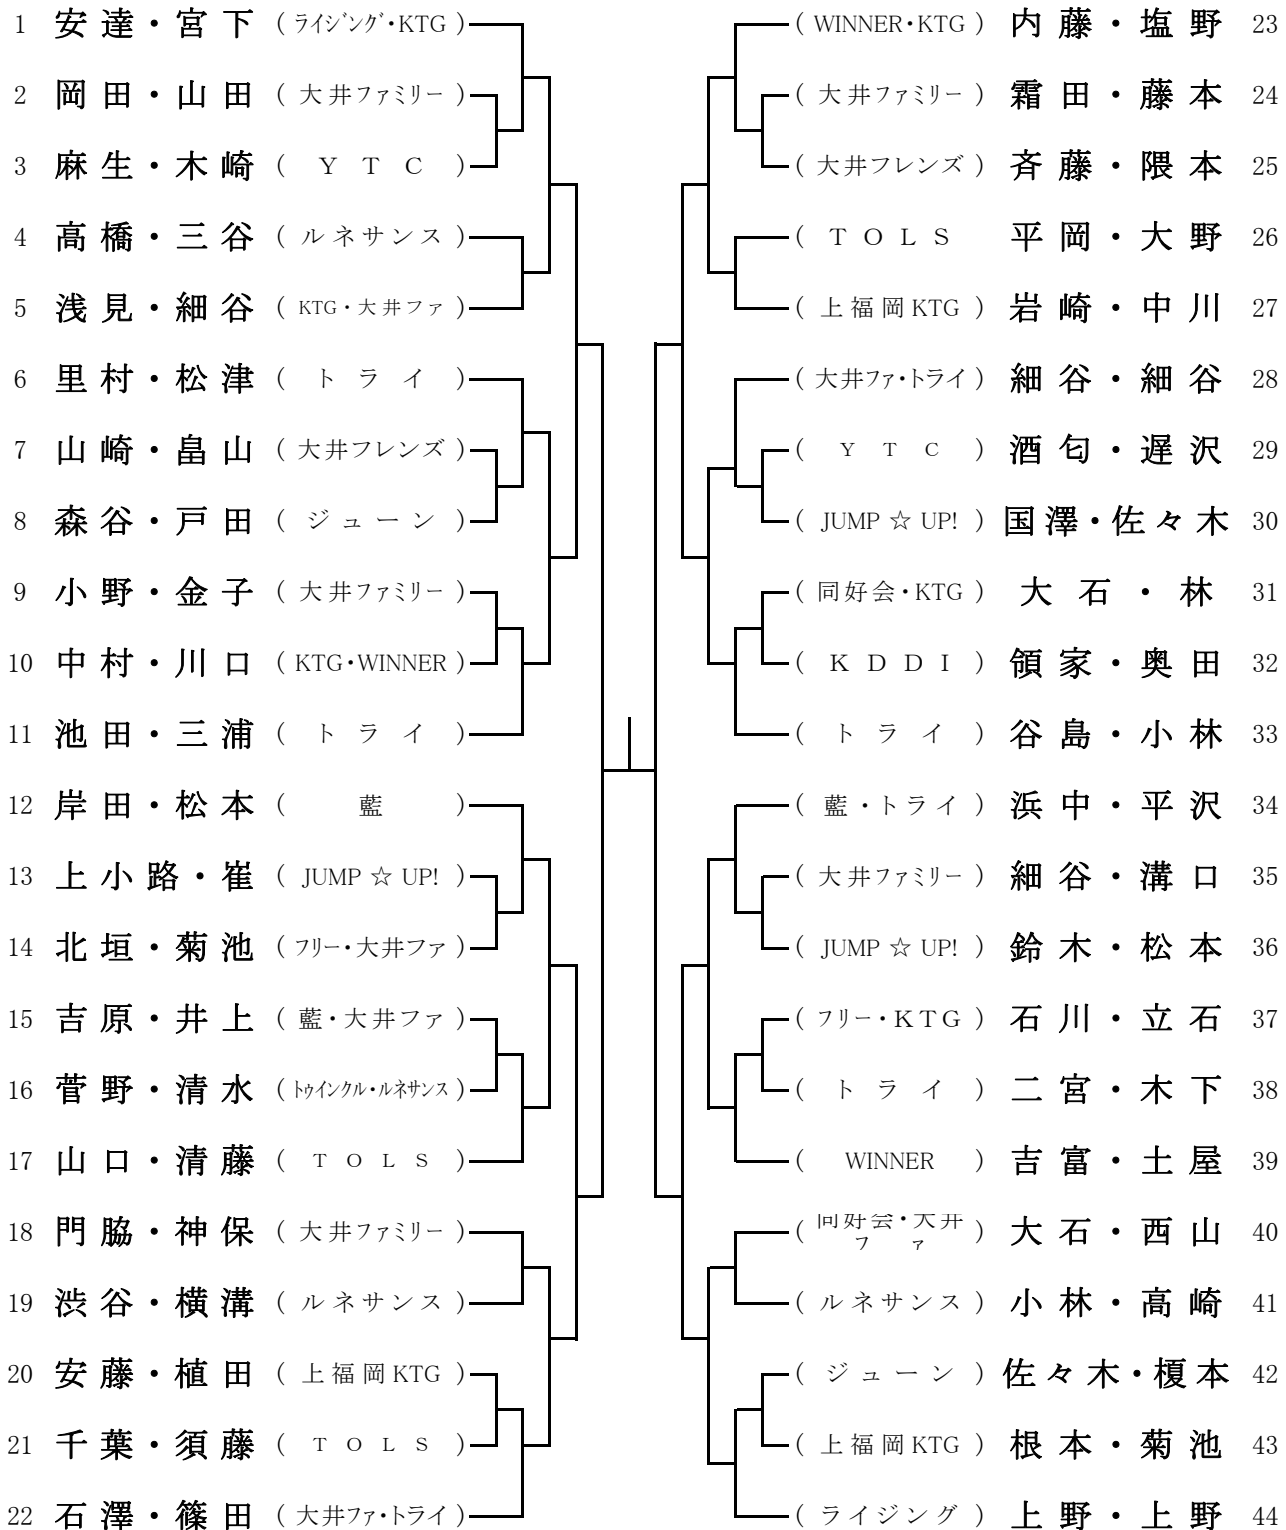 1 安達・宮下 (ライジング・KTG)
2 岡田・山田 (大井ファミリー)
3 麻生・木崎 (YTC)
4 高橋・三谷 (ルネサンス)
5 浅見・細谷 (KTG・大井ファ)
6 里村・松津 (トライ)
7 山崎・畠山 (大井フレンズ)
8 森谷・戸田 (ジューン)
9 小野・金子 (大井ファミリー)
10 中村・川口 (KTG・WINNER)
11 池田・三浦 (トライ)
12 岸田・松本 (藍)
13 上小路・崔 (JUMP☆UP!)
14 北垣・菊池 (フリー・大井ファ)
15 吉原・井上 (藍・大井ファ)
16 菅野・清水 (トゥインクル・ルネサンス)
17 山口・清藤 (TOLS)
18 門脇・神保 (大井ファミリー)
19 渋谷・横溝 (ルネサンス)
20 安藤・植田 (上福岡KTG)
21 千葉・須藤 (TOLS)
22 石澤・篠田 (大井ファ・トライ)
(WINNER・KTG) 内藤・塩野 23
(大井ファミリー) 霜田・藤本 24
(大井フレンズ) 斉藤・隈本 25
(TOLS 平岡・大野 26
(上福岡KTG) 岩崎・中川 27
(大井ファ・トライ) 細谷・細谷 28
(YTC) 酒匂・遅沢 29
(JUMP☆UP!) 国澤・佐々木 30
(同好会・KTG) 大石・林 31
(KDDI) 領家・奥田 32
(トライ) 谷島・小林 33
(藍・トライ) 浜中・平沢 34
(大井ファミリー) 細谷・溝口 35
(JUMP☆UP!) 鈴木・松本 36
(フリー・KTG) 石川・立石 37
(トライ) 二宮・木下 38
(WINNER) 吉富・土屋 39
(同好会・大井ファ) 大石・西山 40
(ルネサンス) 小林・高崎 41
(ジューン) 佐々木・榎本 42
(上福岡KTG) 根本・菊池 43
(ライジング) 上野・上野 44